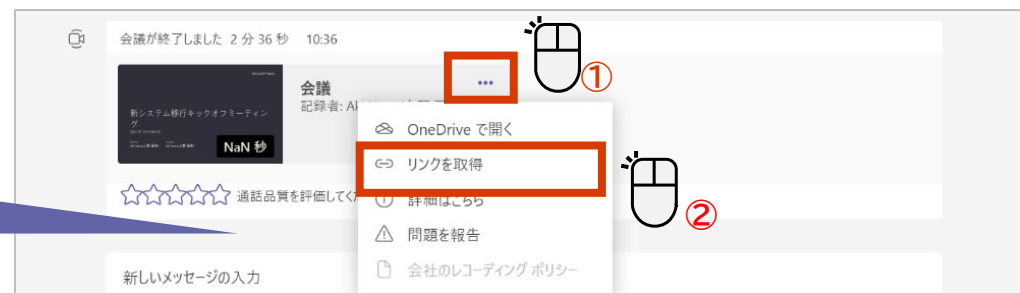 会議が終了しました 2 分 36 秒 10:36
①
会議
記録者: Ak
新システム移行キックオフミーティン
グ
NaN 秒
OneDrive で開く
リンクを取得
②
通話品質を評価してく
詳細はこちら
問題を報告
会社のレコーディング ポリシー
新しいメッセージの入力